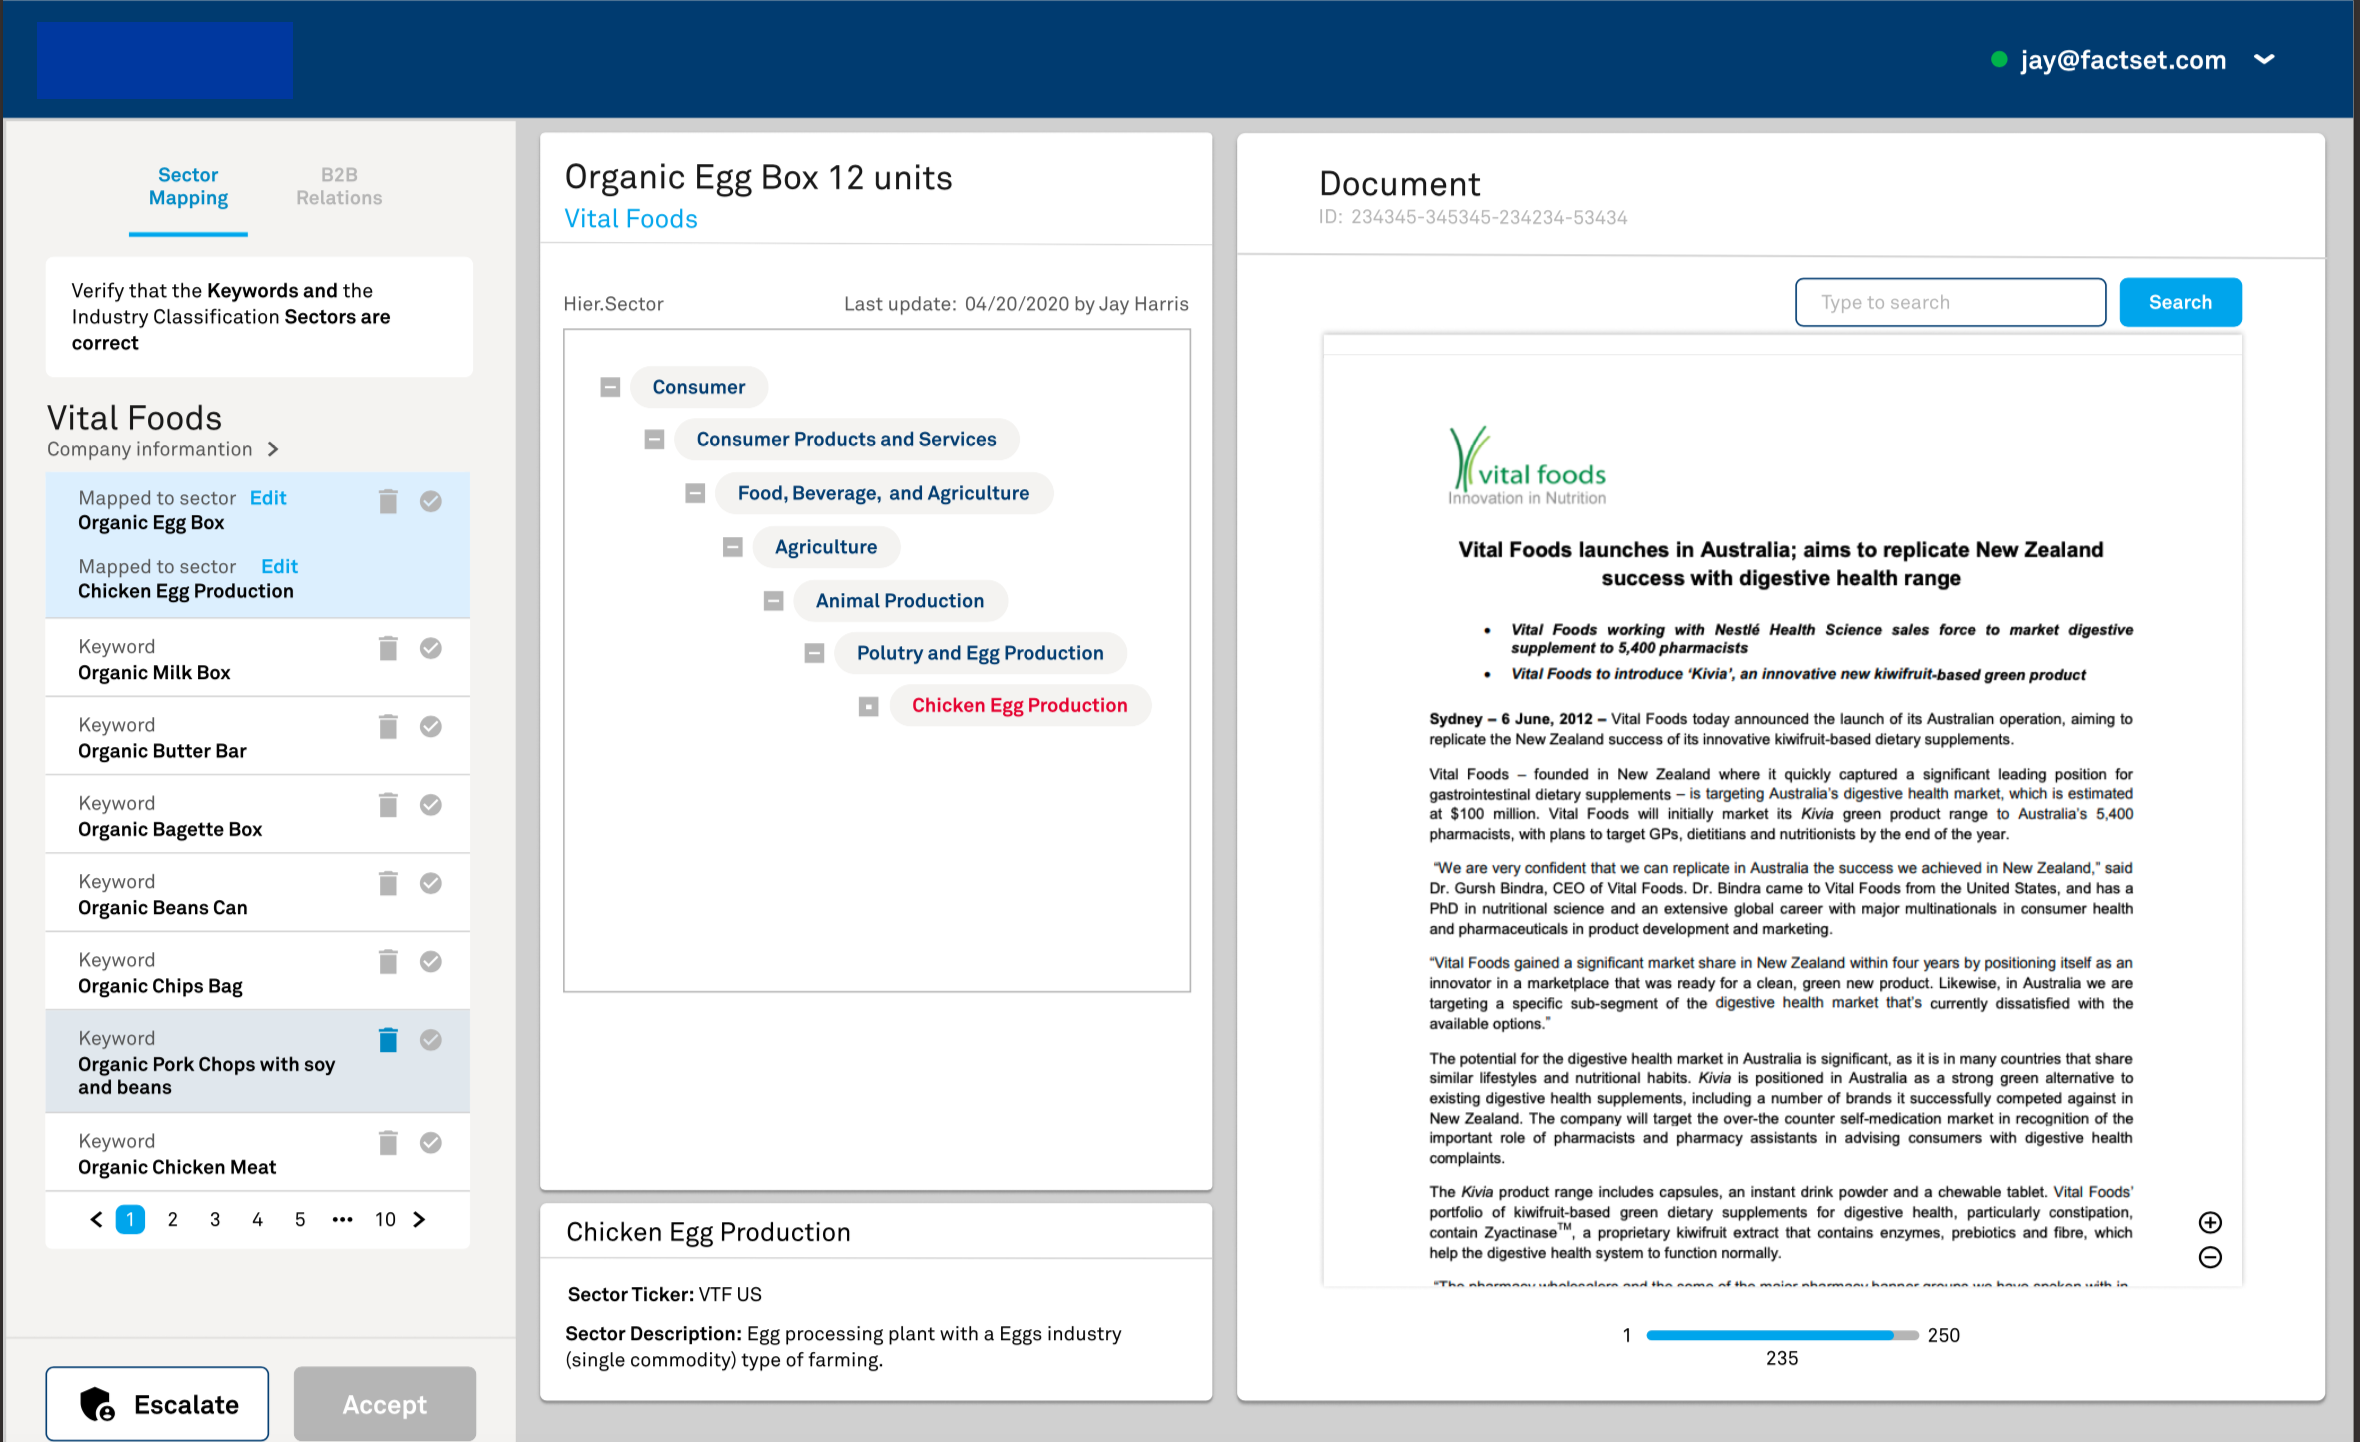 jay@factset.com
Sector
Mapping
B2B
Relations
Verify that the Keywords and the
Industry Classification Sectors are
correct
Vital Foods
Company informantion
Mapped to sector Edit
Organic Egg Box
Mapped to sector Edit
Chicken Egg Production
Keyword
Organic Milk Box
Keyword
Organic Butter Bar
Keyword
Organic Bagette Box
Keyword
Organic Beans Can
Keyword
Organic Chips Bag
Keyword
Organic Pork Chops with soy
and beans
Keyword
Organic Chicken Meat
1 2 3 4 5 ••• 10
Escalate
Accept
Organic Egg Box 12 units
Vital Foods
Hier.Sector
Last update: 04/20/2020 by Jay Harris
Consumer
Consumer Products and Services
Food, Beverage, and Agriculture
Agriculture
Animal Production
Polutry and Egg Production
Chicken Egg Production
Chicken Egg Production
Sector Ticker: VTF US
Sector Description: Egg processing plant with a Eggs industry
(single commodity) type of farming.
Document
ID: 234345-345345-234234-53434
Type to search
Search
vital foods
Innovation in Nutrition
Vital Foods launches in Australia; aims to replicate New Zealand
success with digestive health range
• Vital Foods working with Nestlé Health Science sales force to market digestive
supplement to 5,400 pharmacists
• Vital Foods to introduce ‘Kivia’, an innovative new kiwifruit-based green product
Sydney – 6 June, 2012 – Vital Foods today announced the launch of its Australian operation, aiming to
replicate the New Zealand success of its innovative kiwifruit-based dietary supplements.
Vital Foods – founded in New Zealand where it quickly captured a significant leading position for
gastrointestinal dietary supplements – is targeting Australia’s digestive health market, which is estimated
at $100 million. Vital Foods will initially market its Kivia green product range to Australia’s 5,400
pharmacists, with plans to target GPs, dietitians and nutritionists by the end of the year.
“We are very confident that we can replicate in Australia the success we achieved in New Zealand,” said
Dr. Gursh Bindra, CEO of Vital Foods. Dr. Bindra came to Vital Foods from the United States, and has a
PhD in nutritional science and an extensive global career with major multinationals in consumer health
and pharmaceuticals in product development and marketing.
“Vital Foods gained a significant market share in New Zealand within four years by positioning itself as an
innovator in a marketplace that was ready for a clean, green new product. Likewise, in Australia we are
targeting a specific sub-segment of the digestive health market that’s currently dissatisfied with the
available options.”
The potential for the digestive health market in Australia is significant, as it is in many countries that share
similar lifestyles and nutritional habits. Kivia is positioned in Australia as a strong green alternative to
existing digestive health supplements, including a number of brands it successfully competed against in
New Zealand. The company will target the over-the counter self-medication market in recognition of the
important role of pharmacists and pharmacy assistants in advising consumers with digestive health
complaints.
The Kivia product range includes capsules, an instant drink powder and a chewable tablet. Vital Foods’
portfolio of kiwifruit-based green dietary supplements for digestive health, particularly constipation,
contain Zyactinase™, a proprietary kiwifruit extract that contains enzymes, prebiotics and fibre, which
help the digestive health system to function normally.
“The pharmacy wholesalers and the some of the major pharmacy banner groups we have spoken with in
1
250
235